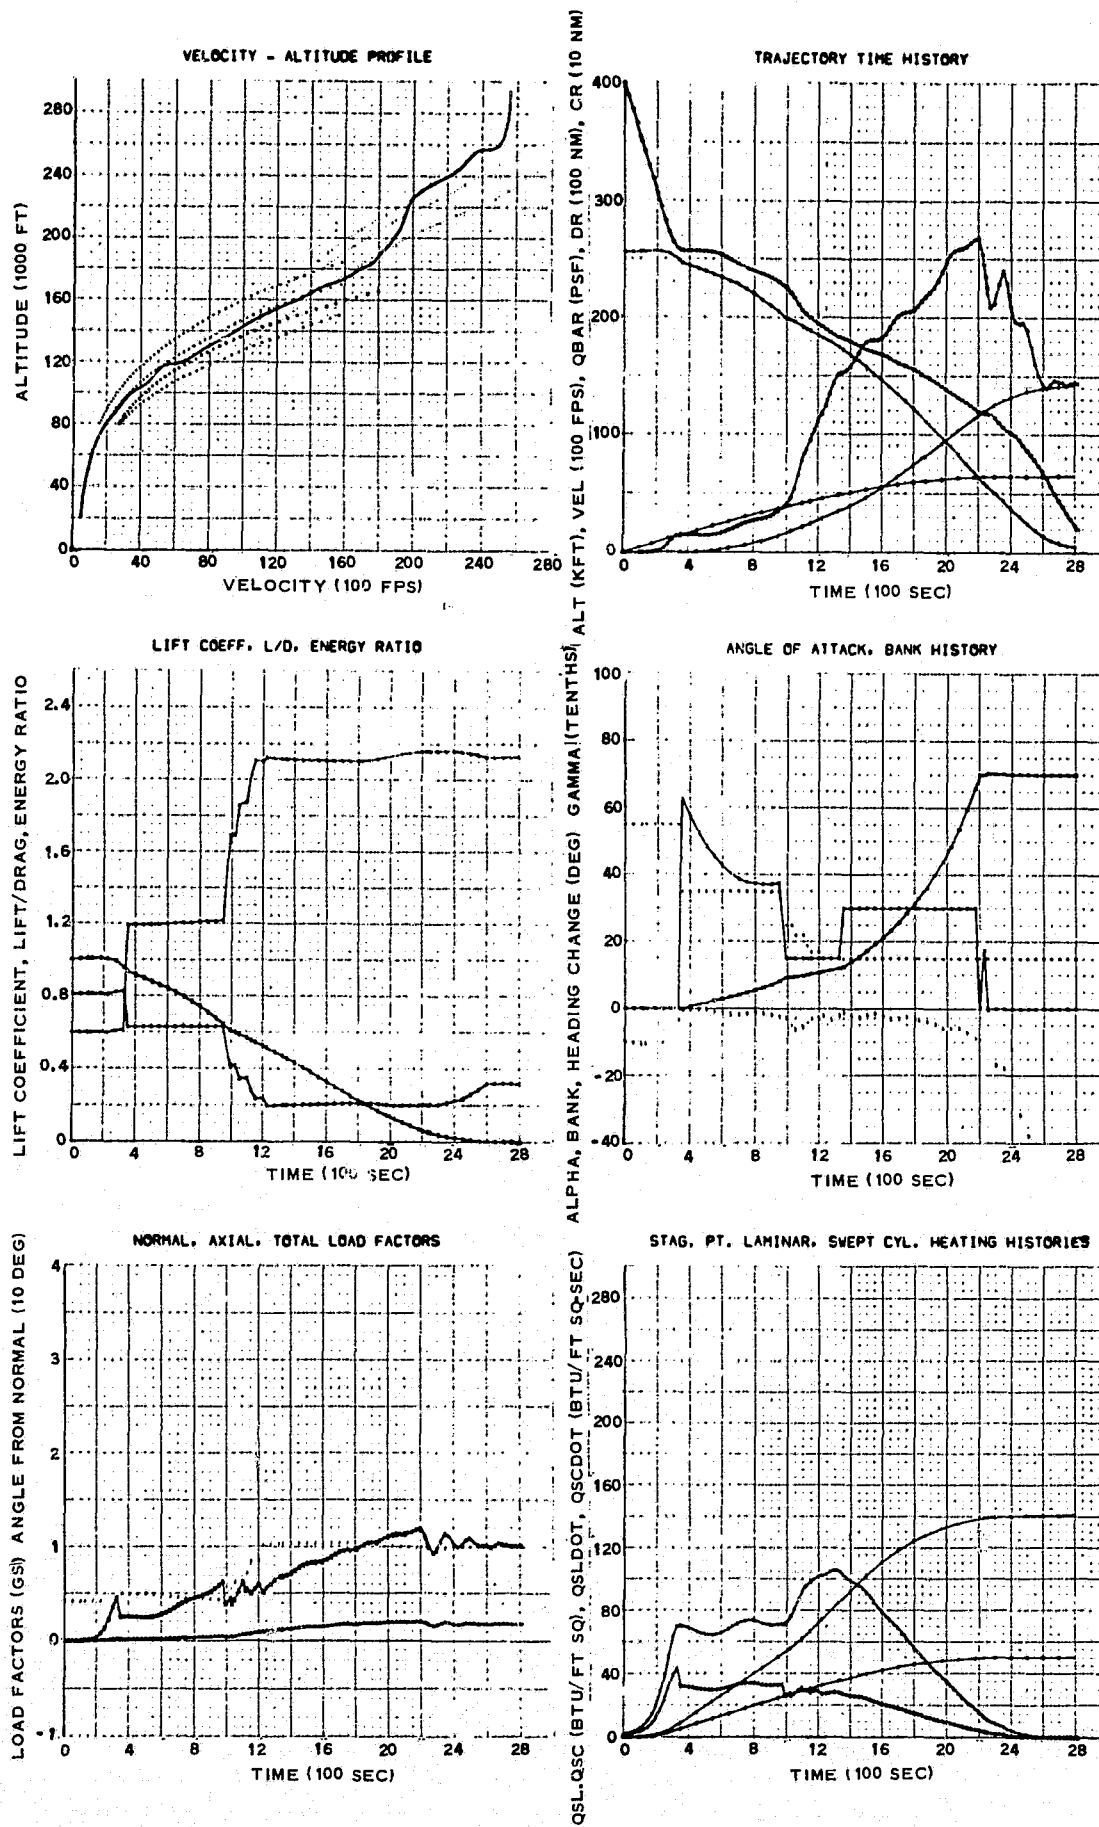 VELOCITY - ALTITUDE PROFILE
ALTITUDE (1000 FT)
280
240
200
160
120
80
40
0
0 40 80 120 160 200 240 280
VELOCITY (100 FPS)
TRAJECTORY TIME HISTORY
ALT (KFT), VEL (100 FPS), QBAR (PSF), DR (100 NM), CR (10 NM)
400
300
200
100
0
0 4 8 12 16 20 24 28
TIME (100 SEC)
LIFT COEFF. L/D. ENERGY RATIO
LIFT COEFFICIENT, LIFT/DRAG, ENERGY RATIO
2.4
2.0
1.6
1.2
0.8
0.4
0
0 4 8 12 16 20 24 28
TIME (100 SEC)
ANGLE OF ATTACK. BANK HISTORY
ALPHA, BANK, HEADING CHANGE (DEG) GAMMA (TENTHS)
100
80
60
40
20
0
-20
-40
0 4 8 12 16 20 24 28
TIME (100 SEC)
NORMAL. AXIAL. TOTAL LOAD FACTORS
LOAD FACTORS (GS) ANGLE FROM NORMAL (10 DEG)
4
3
2
1
0
-1
0 4 8 12 16 20 24 28
TIME (100 SEC)
STAG. PT. LAMINAR. SWEPT CYL. HEATING HISTORIES
QSL.QSC (BTU/FT SQ), QSLDOT, QSCDOT (BTU/FT SQ-SEC)
280
240
200
160
120
80
40
0
0 4 8 12 16 20 24 28
TIME (100 SEC)